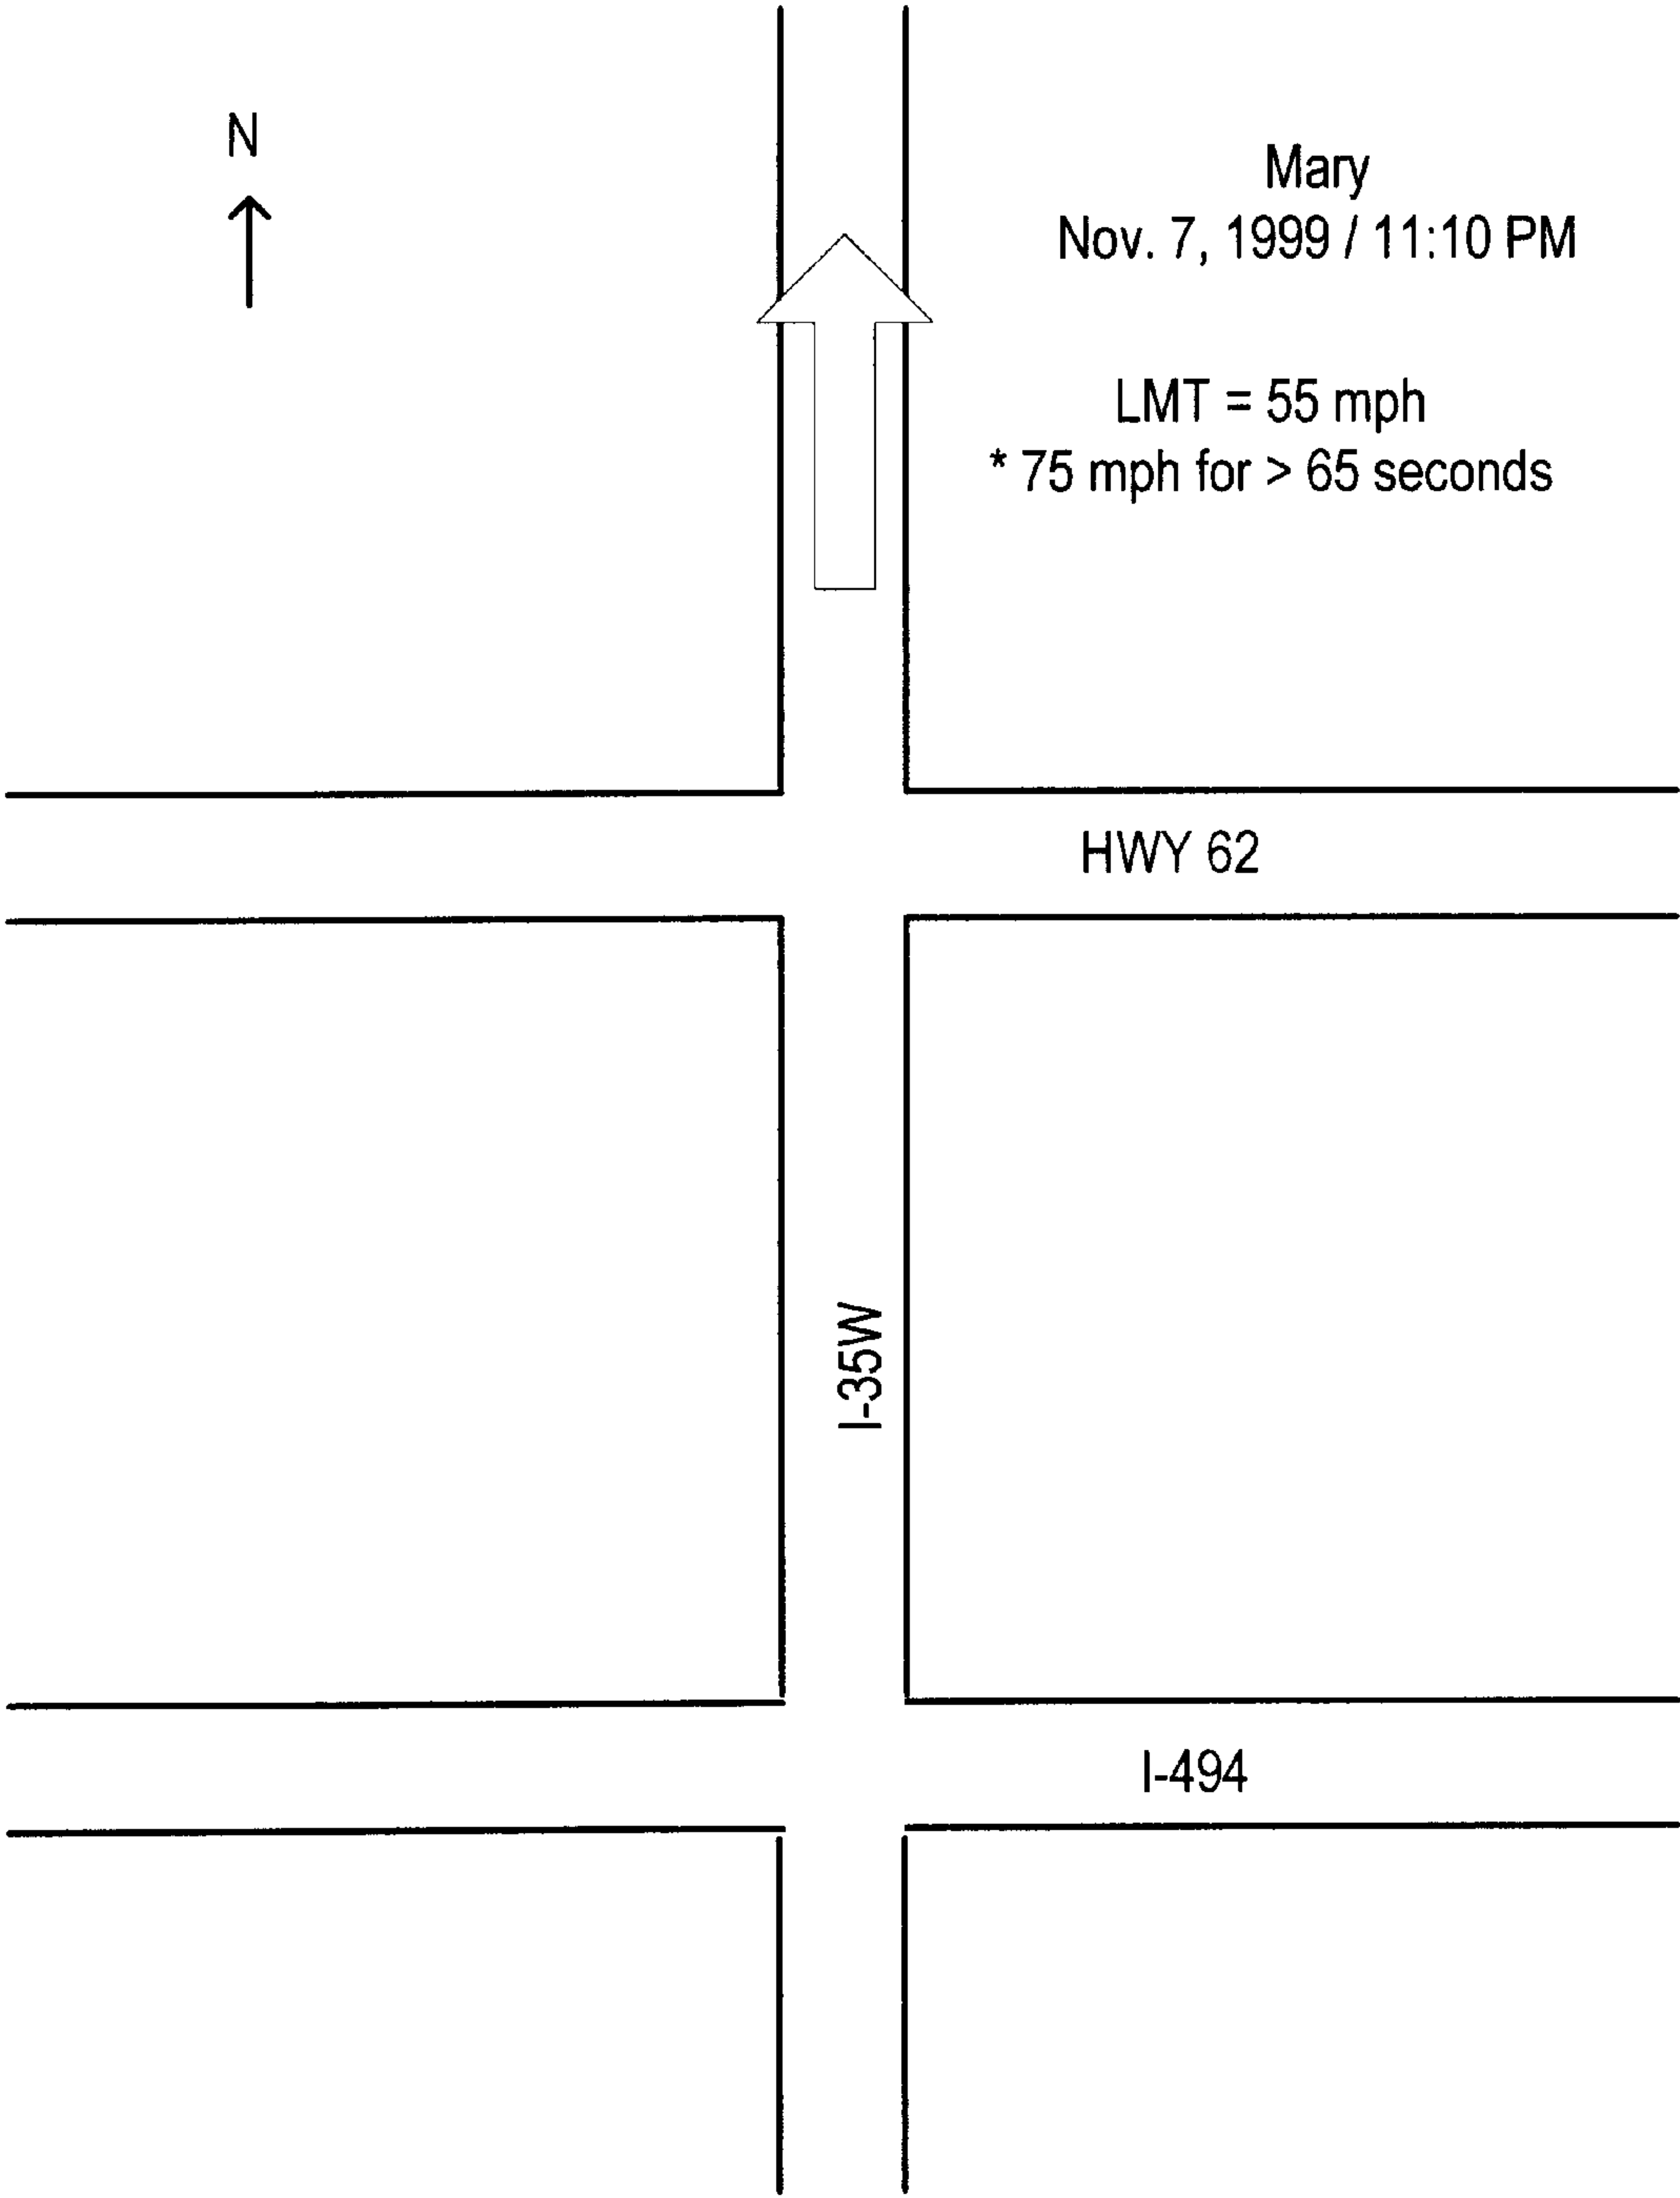 N
Mary
Nov. 7, 1999 / 11:10 PM
LMT = 55 mph
* 75 mph for > 65 seconds
HWY 62
I-35W
I-494